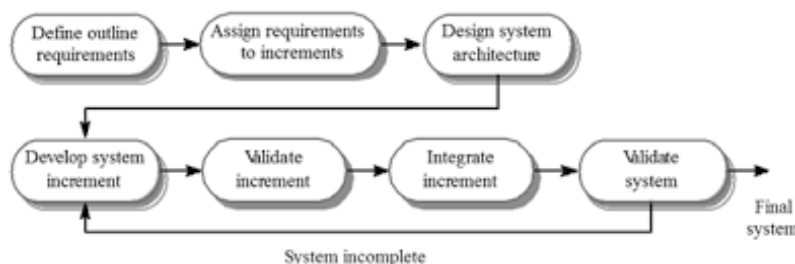 Define outline
requirements
Assign requirements
to increments
Design system
architecture
Develop system
increment
Validate
increment
Integrate
increment
Validate
system
Final
system
System incomplete